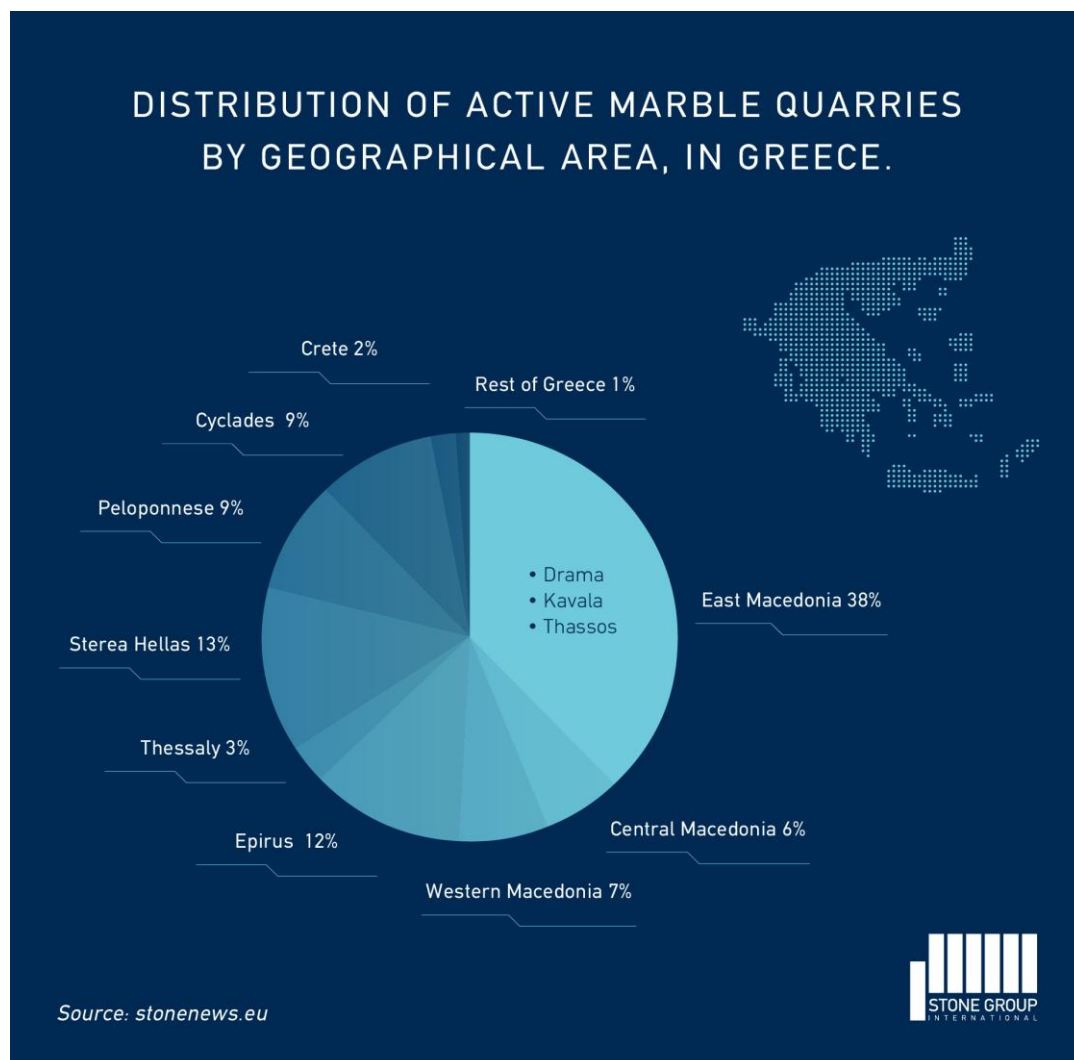 DISTRIBUTION OF ACTIVE MARBLE QUARRIES
BY GEOGRAPHICAL AREA, IN GREECE.
Crete 2%
Rest of Greece 1%
Cyclades 9%
Peloponnese 9%
• Drama
• Kavala
• Thassos
East Macedonia 38%
Sterea Hellas 13%
Thessaly 3%
Epirus 12%
Central Macedonia 6%
Western Macedonia 7%
Source: stonenews.eu
STONE GROUP
INTERNATIONAL